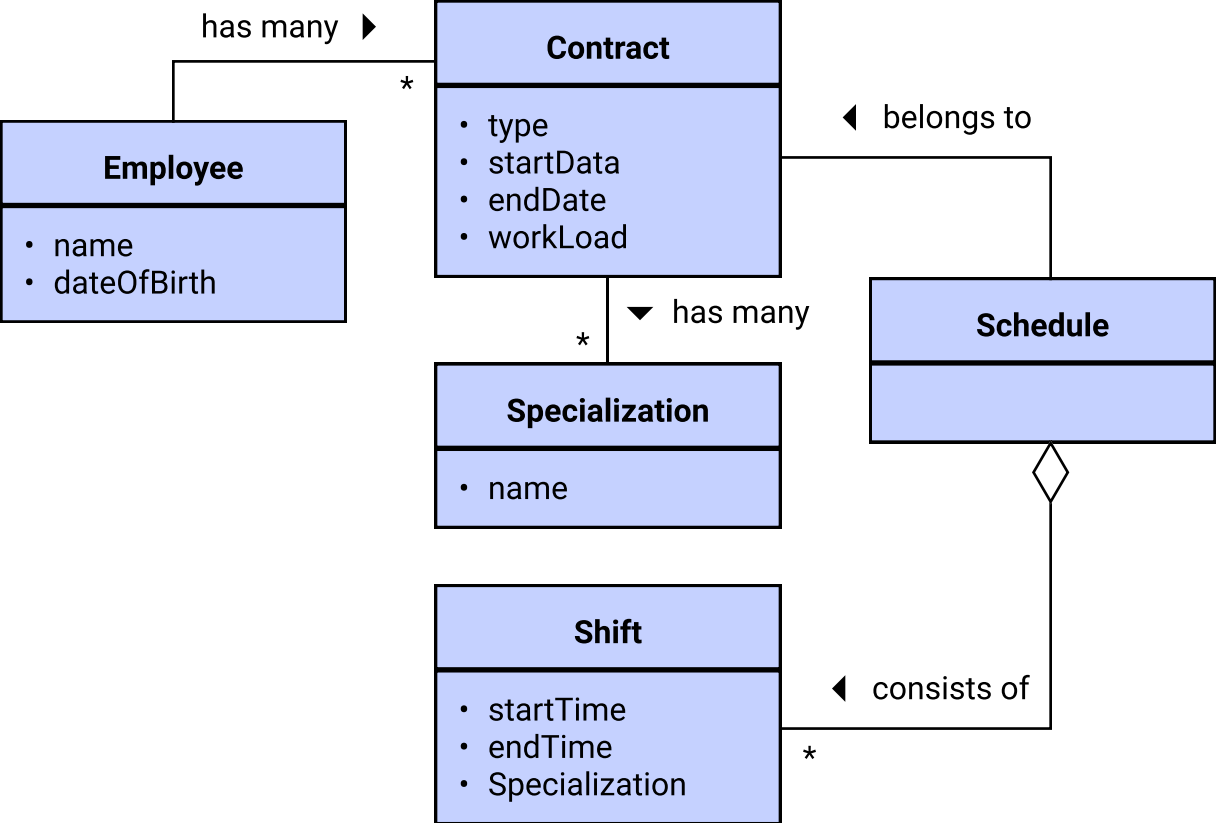 has many
*
Contract
• type
• startData
• endDate
• workLoad
belongs to
Employee
• name
• dateOfBirth
has many
*
Schedule
Specialization
• name
Shift
• startTime
• endTime
• Specialization
consists of
*